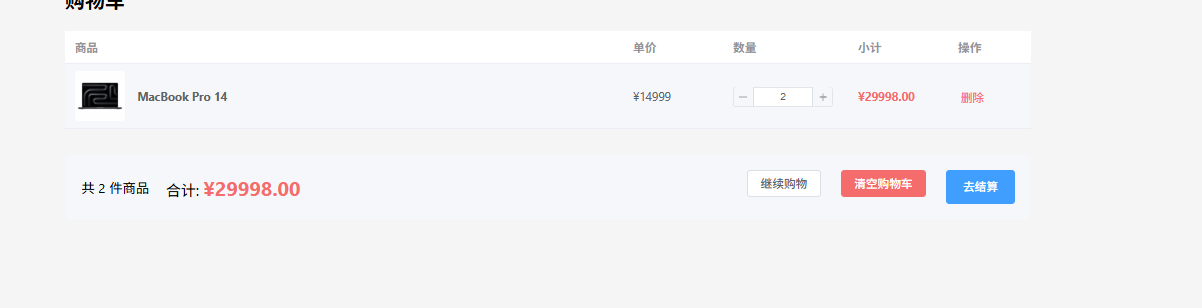 购物车
商品 单价 数量 小计 操作
MacBook Pro 14 ¥14999 － 2 + ¥29998.00 删除
共 2 件商品 合计: ¥29998.00 继续购物 清空购物车 去结算